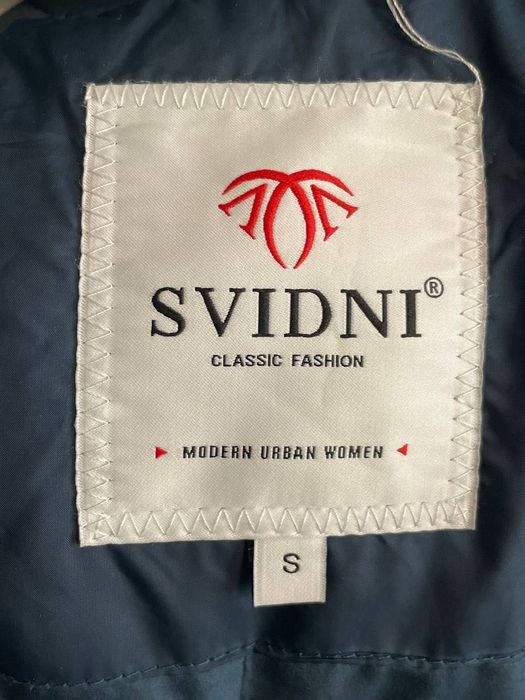 SVIDNI®
CLASSIC FASHION
MODERN URBAN WOMEN
S